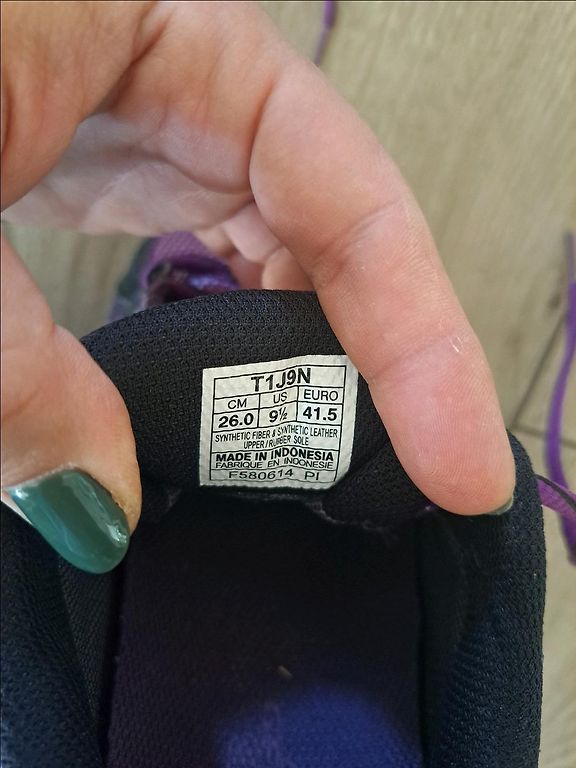 T1J9N
CM US EURO
26.0 9½ 41.5
SYNTHETIC FIBER & SYNTHETIC LEATHER
UPPER/RUBBER SOLE
MADE IN INDONESIA
FABRIQUE EN INDONESIE
F580614 PI